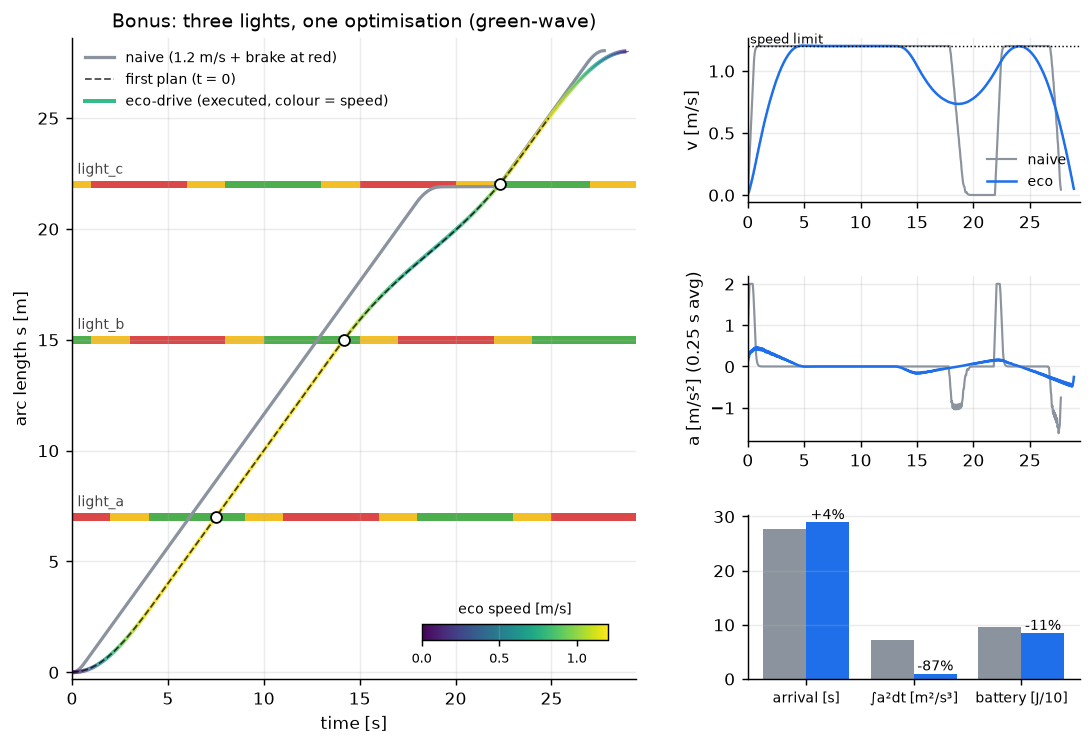 Bonus: three lights, one optimisation (green-wave)
naive (1.2 m/s + brake at red)
first plan (t = 0)
eco-drive (executed, colour = speed)
light_c
light_b
light_a
25
20
15
10
5
0
arc length s [m]
eco speed [m/s]
0.0 0.5 1.0
0 5 10 15 20 25
time [s]
speed limit
1.0
0.5
0.0
v [m/s]
naive
eco
0 5 10 15 20 25
2
1
0
−1
a [m/s²] (0.25 s avg)
0 5 10 15 20 25
30
20
10
0
+4%
-87%
-11%
arrival [s] ∫a²dt [m²/s³] battery [J/10]